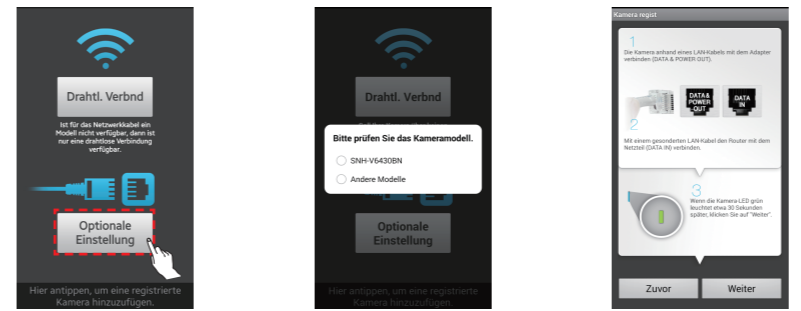 Drahtl. Verbnd
Ist für das Netzwerkkabel ein
Modell nicht verfügbar, dann ist
nur eine drahtlose Verbindung
verfügbar.
Optionale
Einstellung
Hier antippen, um eine registrierte
Kamera hinzuzufügen.
Drahtl. Verbnd
Bitte prüfen Sie das Kameramodell.
SNH-V6430BN
Andere Modelle
Optionale
Einstellung
Hier antippen, um eine registrierte
Kamera hinzuzufügen.
Kamera regist
1
Die Kamera anhand eines LAN-Kabels mit dem Adapter
verbinden (DATA & POWER OUT).
DATA&
POWER
OUT
DATA
IN
2
Mit einem gesonderten LAN-Kabel den Router mit dem
Netzteil (DATA IN) verbinden.
3
Wenn die Kamera-LED grün
leuchtet etwa 30 Sekunden
später, klicken Sie auf "Weiter".
Zuvor
Weiter